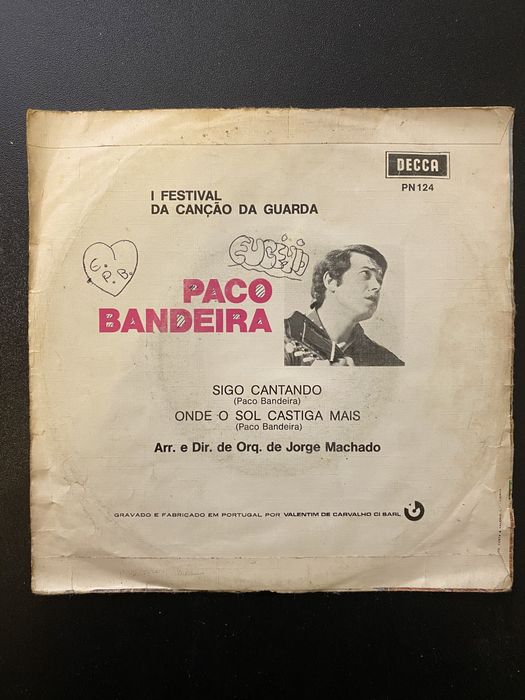 DECCA
PN 124
I FESTIVAL
DA CANÇÃO DA GUARDA
E.P.B.
EUGÉNIO
PACO
BANDEIRA
SIGO CANTANDO
(Paco Bandeira)
ONDE O SOL CASTIGA MAIS
(Paco Bandeira)
Arr. e Dir. de Orq. de Jorge Machado
GRAVADO E FABRICADO EM PORTUGAL POR VALENTIM DE CARVALHO CI SARL